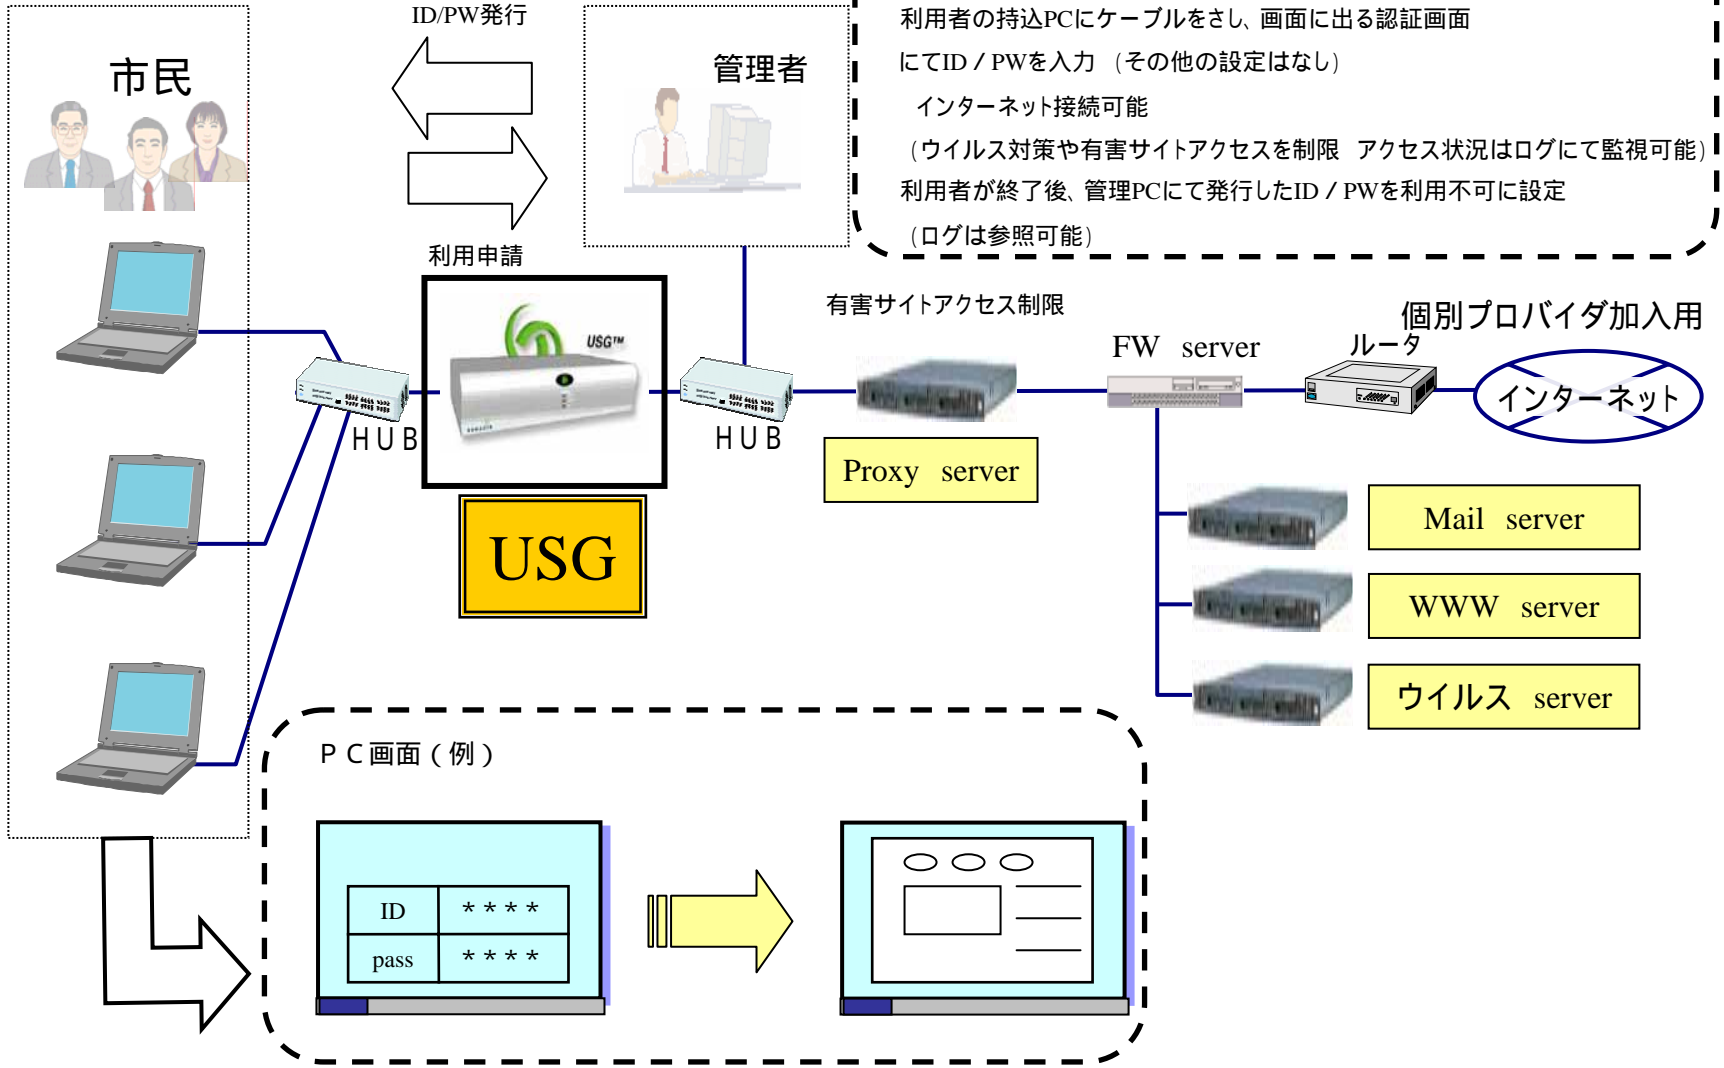 ID/PW発行
利用者の持込PCにケーブルをさし、画面に出る認証画面
にてID / PWを入力 (その他の設定はなし)
インターネット接続可能
(ウイルス対策や有害サイトアクセスを制限 アクセス状況はログにて監視可能)
利用者が終了後、管理PCにて発行したID / PWを利用不可に設定
(ログは参照可能)
市民
管理者
利用申請
有害サイトアクセス制限
個別プロバイダ加入用
FW server
ルータ
USG™
インターネット
HUB
HUB
Proxy server
USG
Mail server
WWW server
ウイルス server
PC画面(例)
ID ****
pass ****